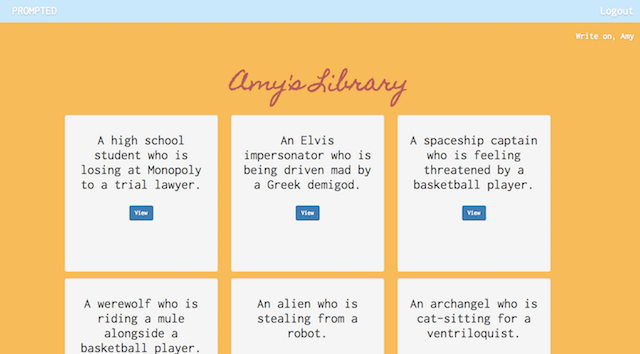 PROMPTED
Logout
Write on, Amy
Amy's Library
A high school
student who is
losing at Monopoly
to a trial lawyer.
View
An Elvis
impersonator who is
being driven mad by
a Greek demigod.
View
A spaceship captain
who is feeling
threatened by a
basketball player.
View
A werewolf who is
riding a mule
alongside a
basketball player.
An alien who is
stealing from a
robot.
An archangel who is
cat-sitting for a
ventriloquist.